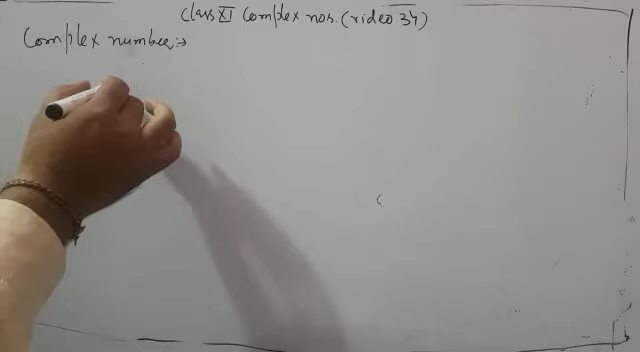 Class XI Complex nos. (video 34)
Complex number :→